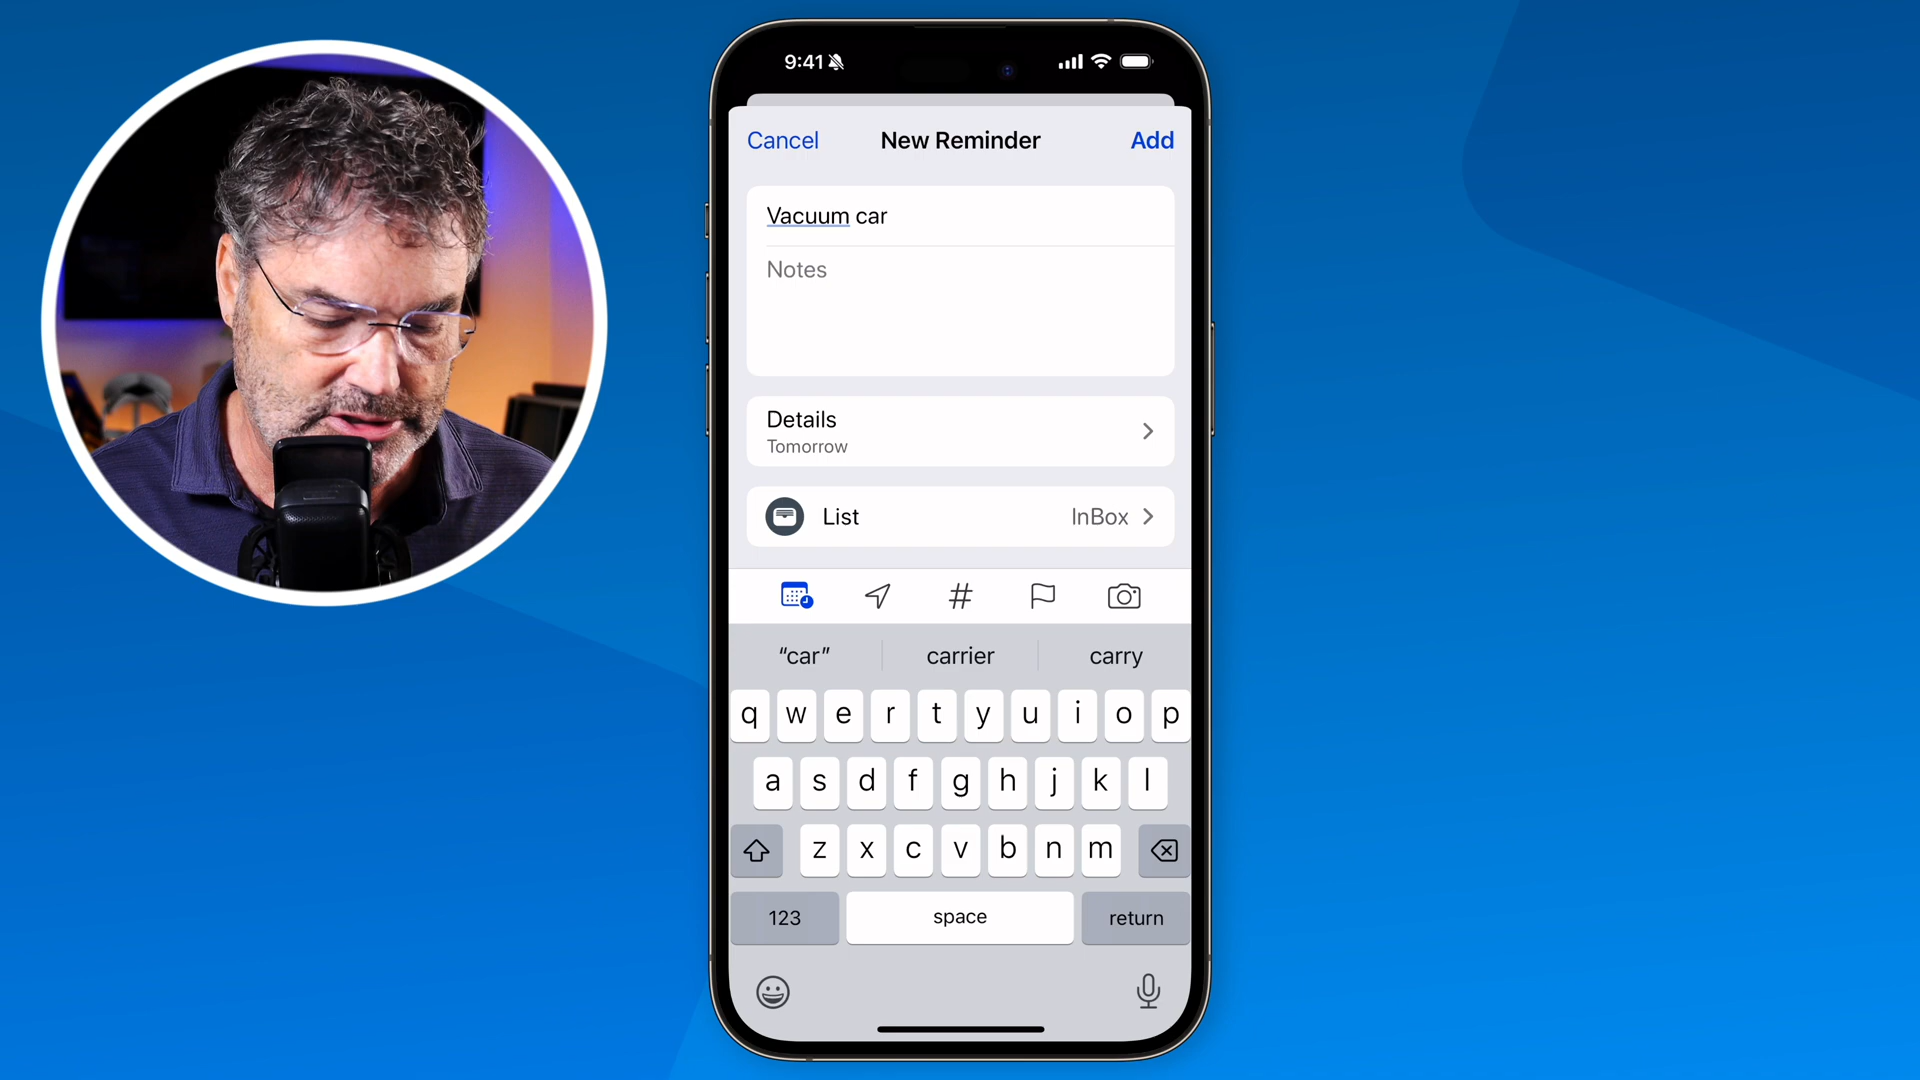 9:41
Cancel New Reminder Add
Vacuum car
Notes
Details
Tomorrow
List InBox
#
“car” carrier carry
q w e r t y u i o p
a s d f g h j k l
z x c v b n m
123 space return